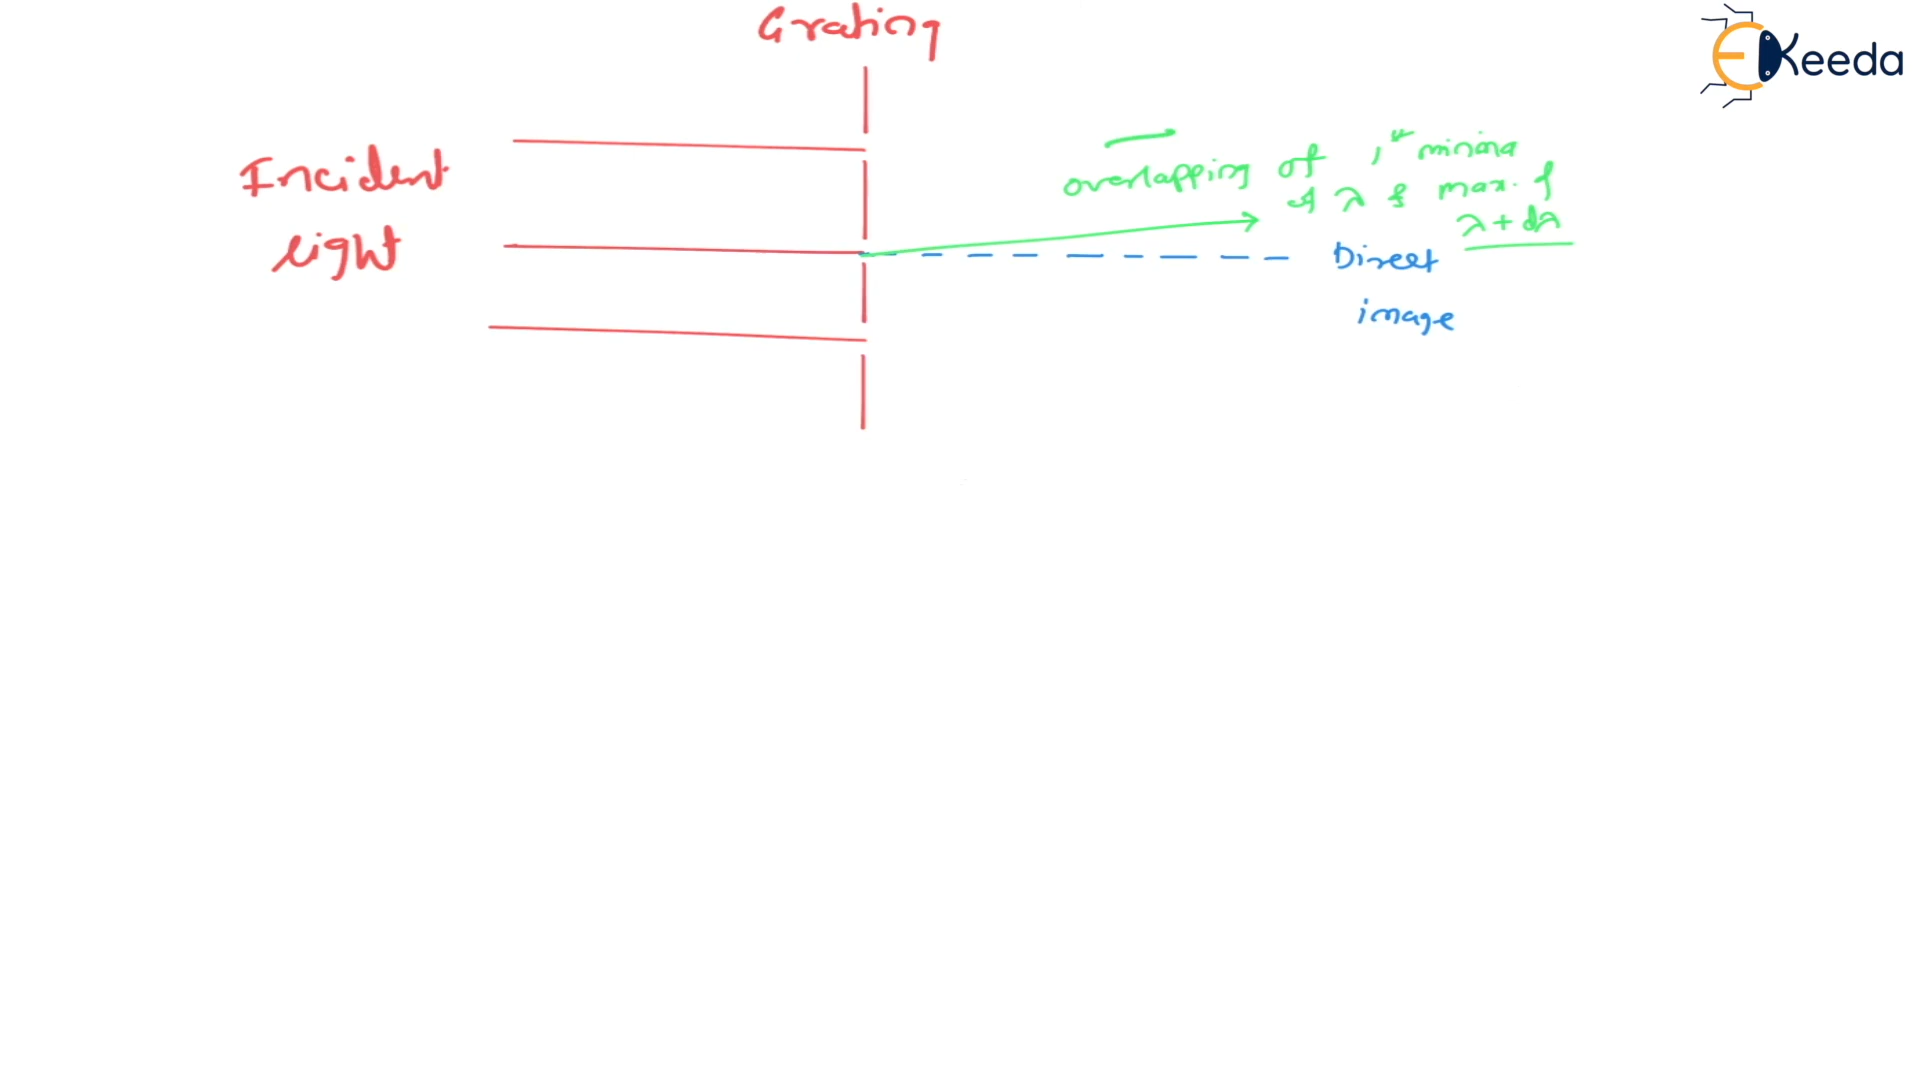 Grating
EKeeda
Incident
light
overlapping of 1st minima
of λ & max. of
λ + dλ
Direct
image